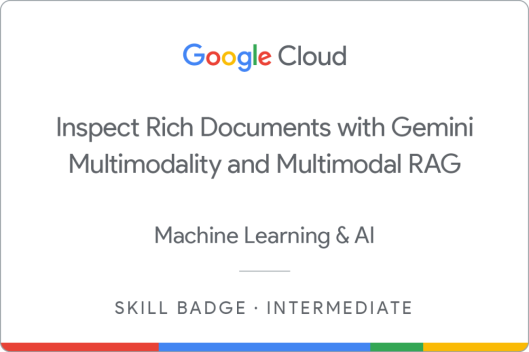 Google Cloud
Inspect Rich Documents with Gemini
Multimodality and Multimodal RAG
Machine Learning & AI
SKILL BADGE · INTERMEDIATE